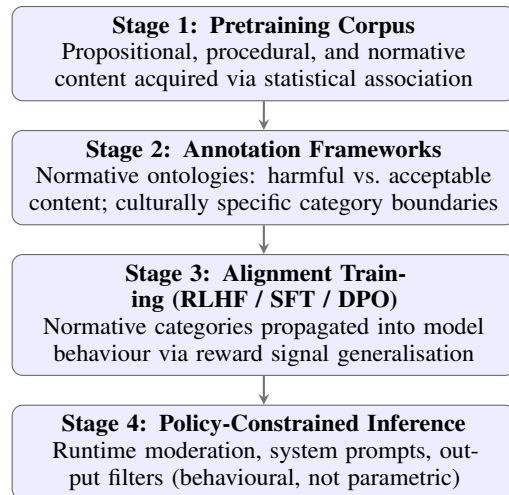 Stage 1: Pretraining Corpus
Propositional, procedural, and normative
content acquired via statistical association
Stage 2: Annotation Frameworks
Normative ontologies: harmful vs. acceptable
content; culturally specific category boundaries
Stage 3: Alignment Train-
ing (RLHF / SFT / DPO)
Normative categories propagated into model
behaviour via reward signal generalisation
Stage 4: Policy-Constrained Inference
Runtime moderation, system prompts, out-
put filters (behavioural, not parametric)